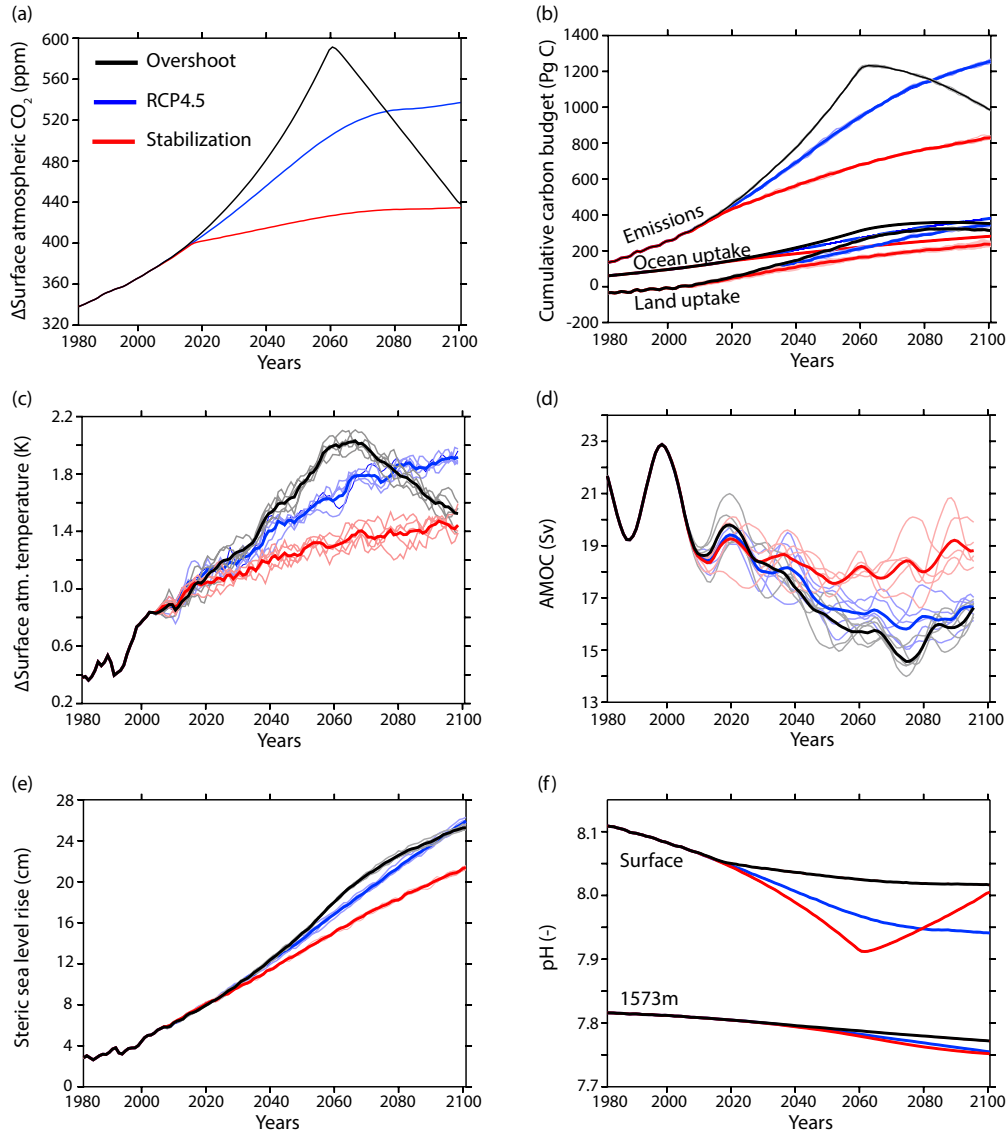 (a)
600
560
520
480
440
400
360
320
ΔSurface atmospheric CO₂ (ppm)
Overshoot
RCP4.5
Stabilization
1980 2000 2020 2040 2060 2080 2100
Years
(b)
1400
1200
1000
800
600
400
200
0
-200
Cumulative carbon budget (Pg C)
Emissions
Ocean uptake
Land uptake
1980 2000 2020 2040 2060 2080 2100
Years
(c)
2.2
1.8
1.4
1.0
0.6
0.2
ΔSurface atm. temperature (K)
1980 2000 2020 2040 2060 2080 2100
Years
(d)
23
21
19
17
15
13
AMOC (Sv)
1980 2000 2020 2040 2060 2080 2100
Years
(e)
28
24
20
16
12
8
4
0
Steric sea level rise (cm)
1980 2000 2020 2040 2060 2080 2100
Years
(f)
8.1
8.0
7.9
7.8
7.7
pH (-)
Surface
1573m
1980 2000 2020 2040 2060 2080 2100
Years